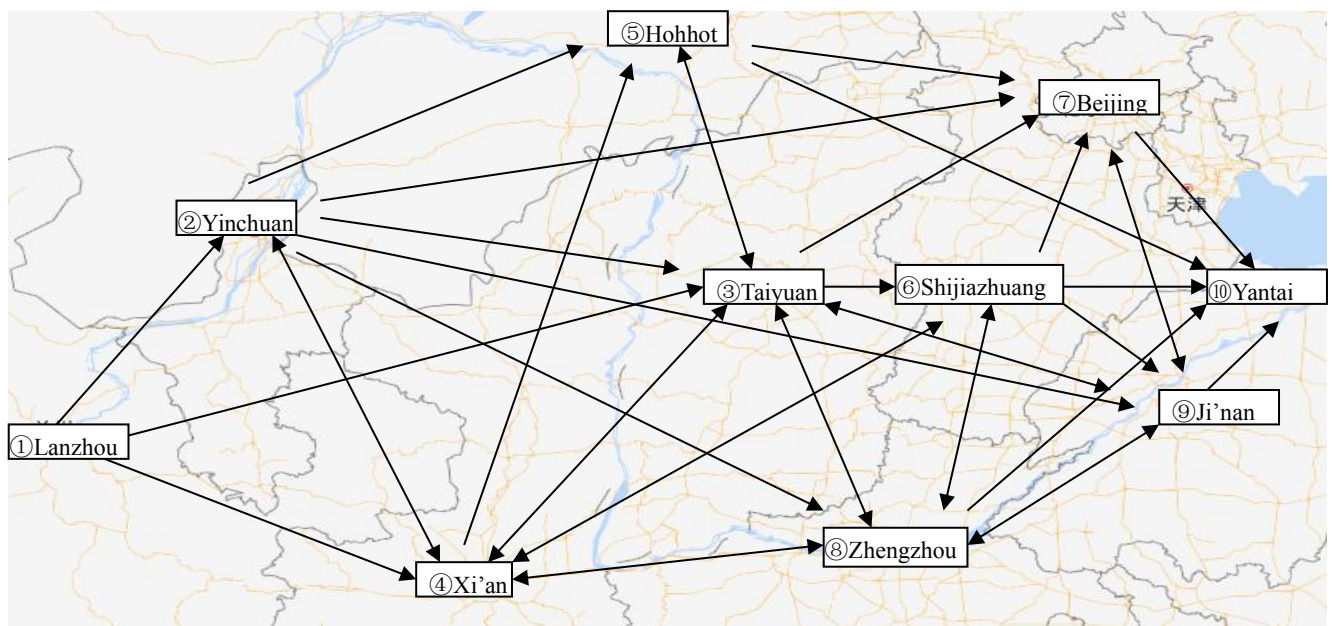 ⑤Hohhot
⑦Beijing
天津
②Yinchuan
③Taiyuan
⑥Shijiazhuang
⑩Yantai
⑨Ji’nan
①Lanzhou
⑧Zhengzhou
④Xi’an